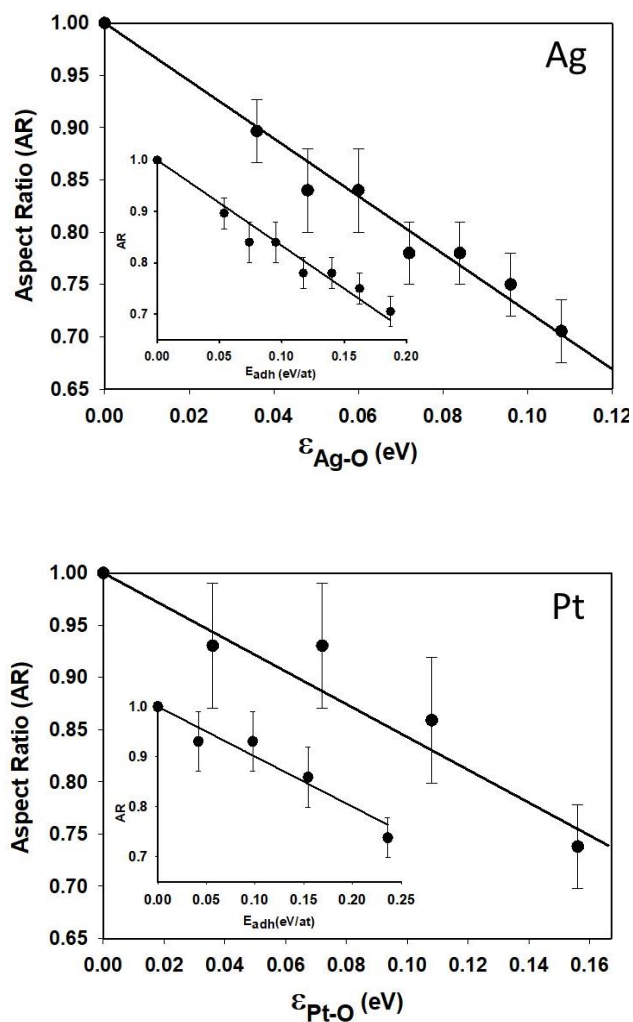 Ag
Aspect Ratio (AR)
1.00
0.95
0.90
0.85
0.80
0.75
0.70
0.65
0.00 0.02 0.04 0.06 0.08 0.10 0.12
εAg-O (eV)
AR
1.0
0.9
0.8
0.7
0.00 0.05 0.10 0.15 0.20
Eadh (eV/at)
Pt
Aspect Ratio (AR)
1.00
0.95
0.90
0.85
0.80
0.75
0.70
0.65
0.00 0.02 0.04 0.06 0.08 0.10 0.12 0.14 0.16
εPt-O (eV)
AR
1.0
0.9
0.8
0.7
0.00 0.05 0.10 0.15 0.20 0.25
Eadh(eV/at)